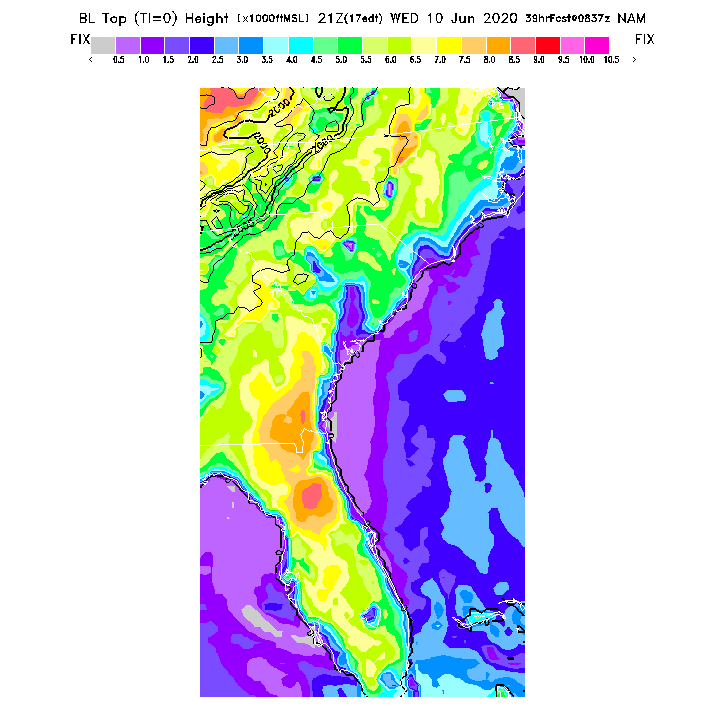 BL Top (TI=0) Height [x1000ftMSL] 21Z(17edt) WED 10 Jun 2020 39hrFcst@0837z NAM
FIX FIX
< 0.5 1.0 1.5 2.0 2.5 3.0 3.5 4.0 4.5 5.0 5.5 6.0 6.5 7.0 7.5 8.0 8.5 9.0 9.5 10.0 10.5 >
2000
2000
2000